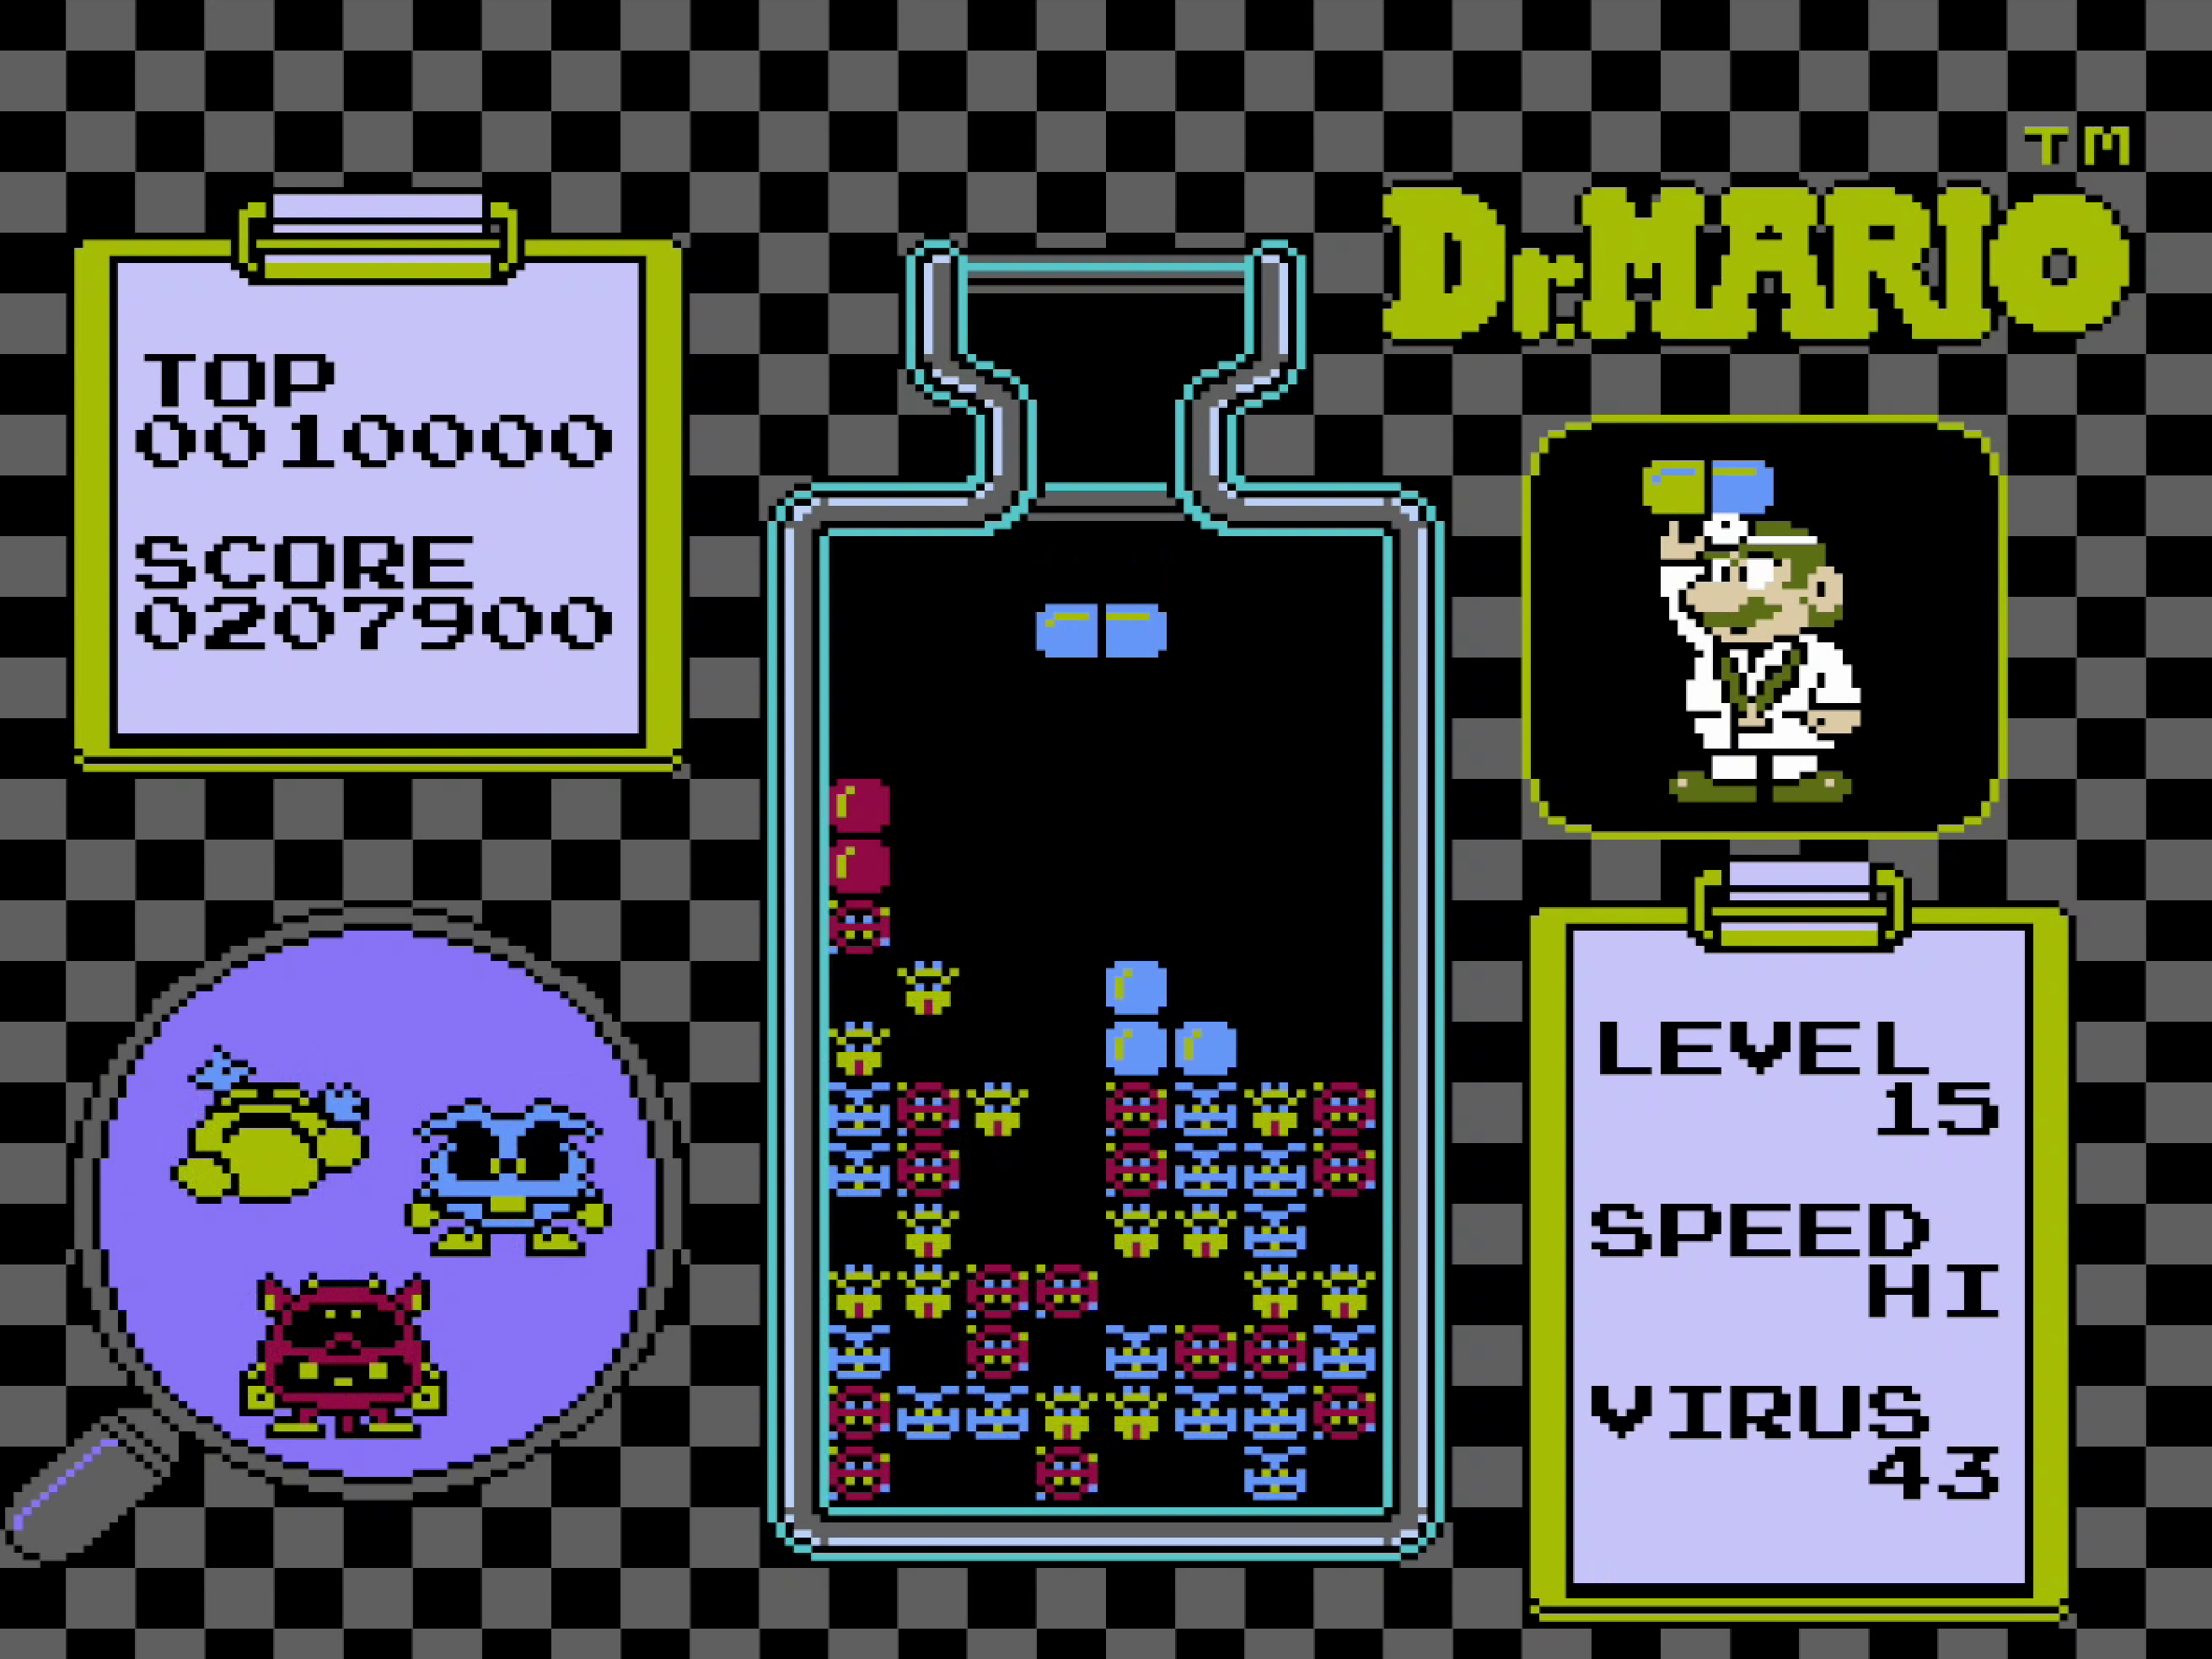 TM
Dr. MARIO
TOP
0010000
SCORE
0207900
LEVEL
15
SPEED
HI
VIRUS
43